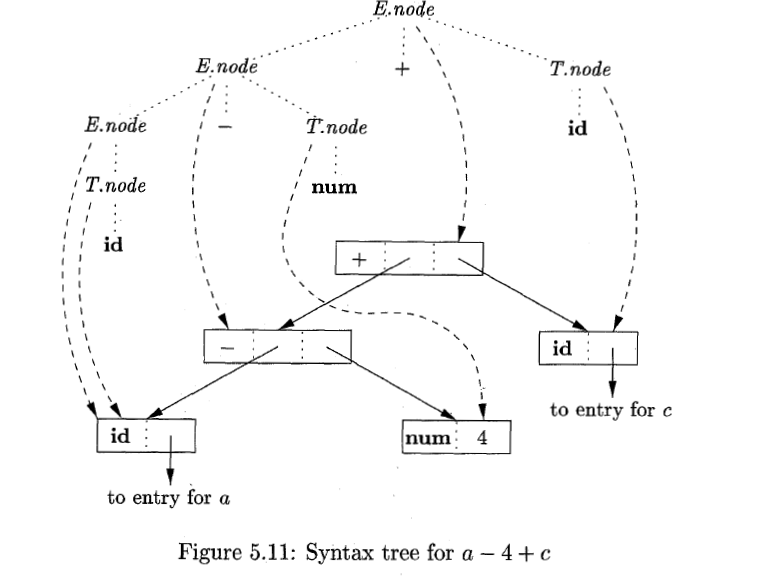 E.node
E.node + T.node
E.node − T.node id
T.node num
id
+
− id
to entry for c
id num 4
to entry for a
Figure 5.11: Syntax tree for a − 4 + c